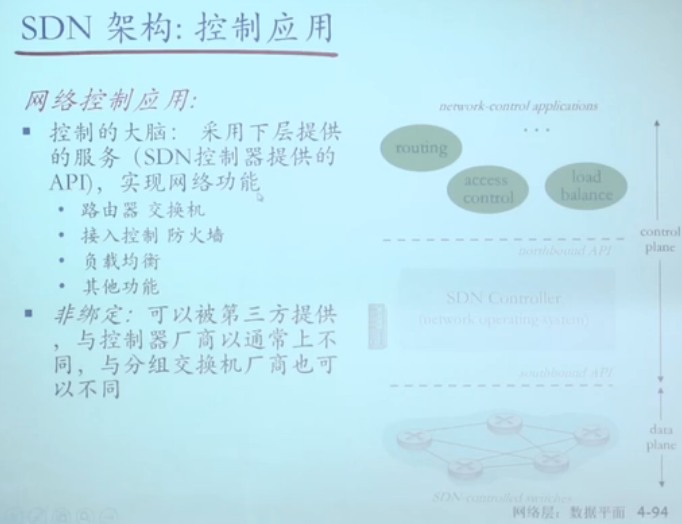 SDN 架构: 控制应用
网络控制应用:
▪ 控制的大脑： 采用下层提供
的服务（SDN控制器提供的
API)，实现网络功能
• 路由器 交换机
• 接入控制 防火墙
• 负载均衡
• 其他功能
▪ 非绑定：可以被第三方提供
，与控制器厂商以通常上不
同，与分组交换机厂商也可
以不同
network-control applications
...
routing
access
control
load
balance
control
plane
northbound API
SDN Controller
(network operating system)
southbound API
data
plane
SDN-controlled switches
网络层：数据平面 4-94